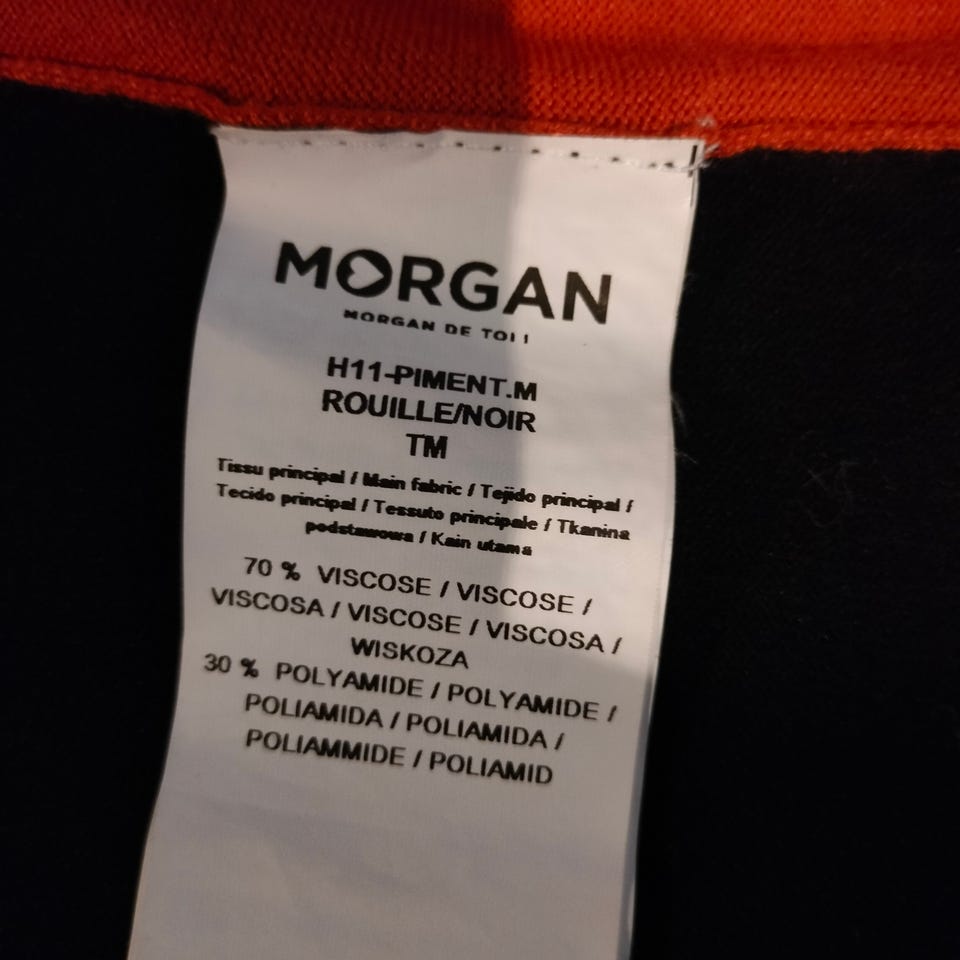 MORGAN
MORGAN DE TOI !
H11-PIMENT.M
ROUILLE/NOIR
TM
Tissu principal / Main fabric / Tejido principal /
Tecido principal / Tessuto principale / Tkanina
podstawowa / Kain utama
70 % VISCOSE / VISCOSE /
VISCOSA / VISCOSE / VISCOSA /
WISKOZA
30 % POLYAMIDE / POLYAMIDE /
POLIAMIDA / POLIAMIDA /
POLIAMMIDE / POLIAMID